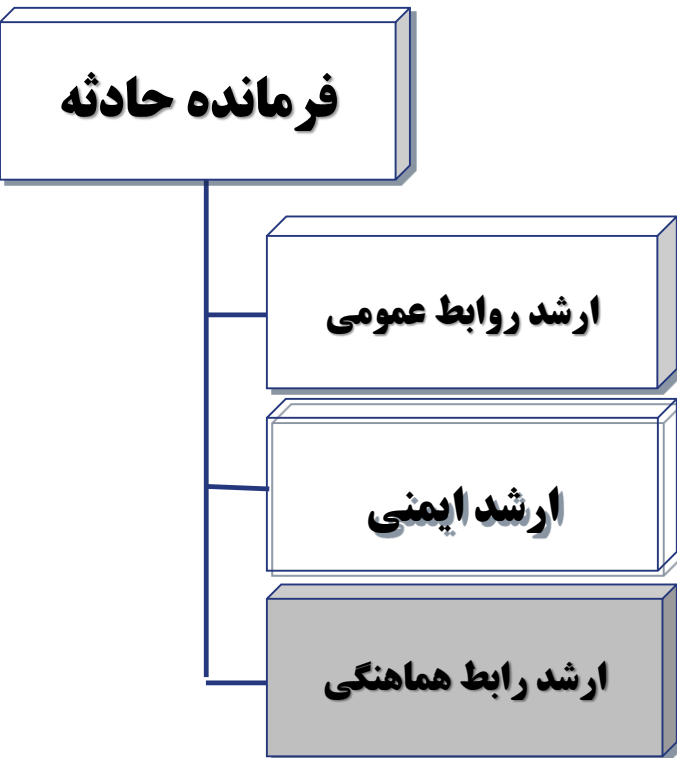 فرمانده حادثه
ارشد روابط عمومی
ارشد ایمنی
ارشد رابط هماهنگی